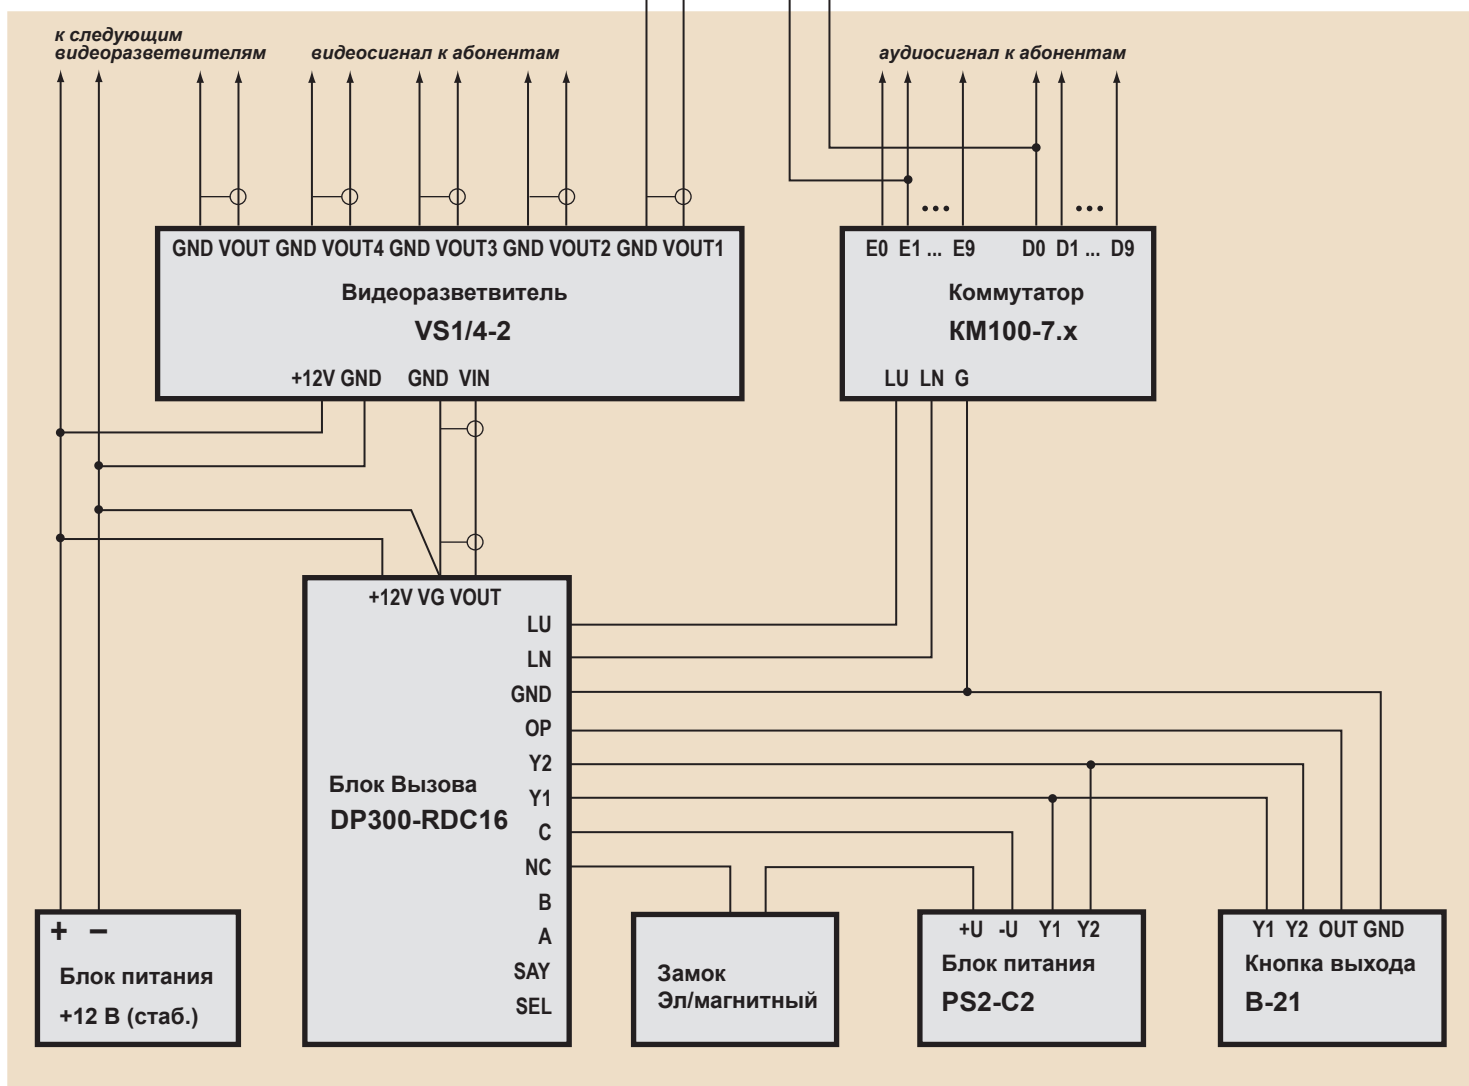 к следующим
видеоразветвителям
видеосигнал к абонентам
аудиосигнал к абонентам
GND VOUT GND VOUT4 GND VOUT3 GND VOUT2 GND VOUT1
Видеоразветвитель
VS1/4-2
+12V GND GND VIN
E0 E1 ... E9 D0 D1 ... D9
Коммутатор
КМ100-7.x
LU LN G
+12V VG VOUT
LU
LN
GND
OP
Y2
Y1
C
NC
B
A
SAY
SEL
Блок Вызова
DP300-RDC16
+ –
Блок питания
+12 В (стаб.)
Замок
Эл/магнитный
+U -U Y1 Y2
Блок питания
PS2-C2
Y1 Y2 OUT GND
Кнопка выхода
B-21